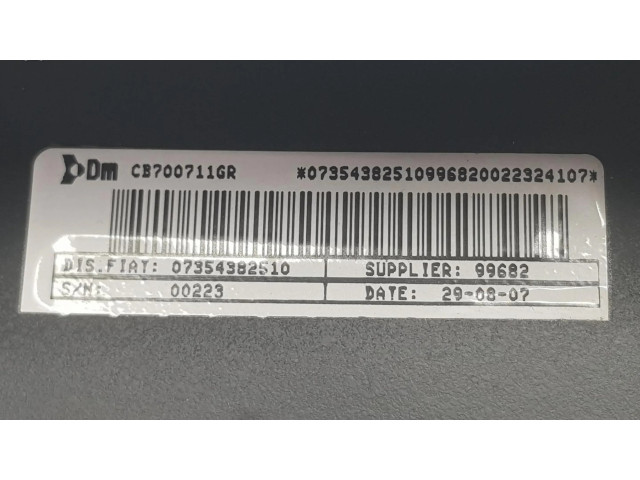 Dm CB700711GR *07354382510996820022324107*
DIS.FIAT: 07354382510 SUPPLIER: 99682
S/N: 00223 DATE: 29-08-07